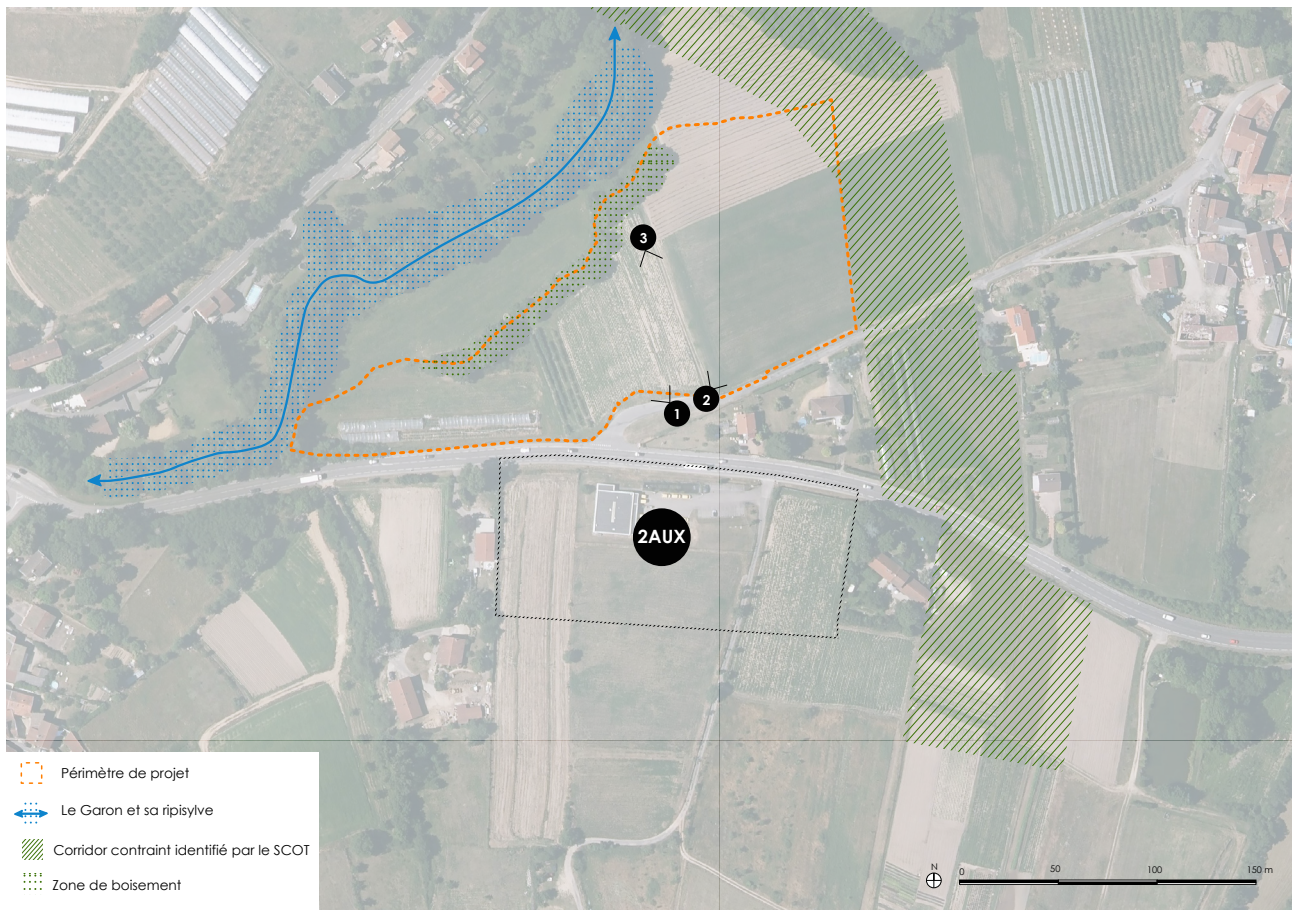 3
1
2
2AUX
Périmètre de projet
Le Garon et sa ripisylve
Corridor contraint identifié par le SCOT
Zone de boisement
N
0 50 100 150 m